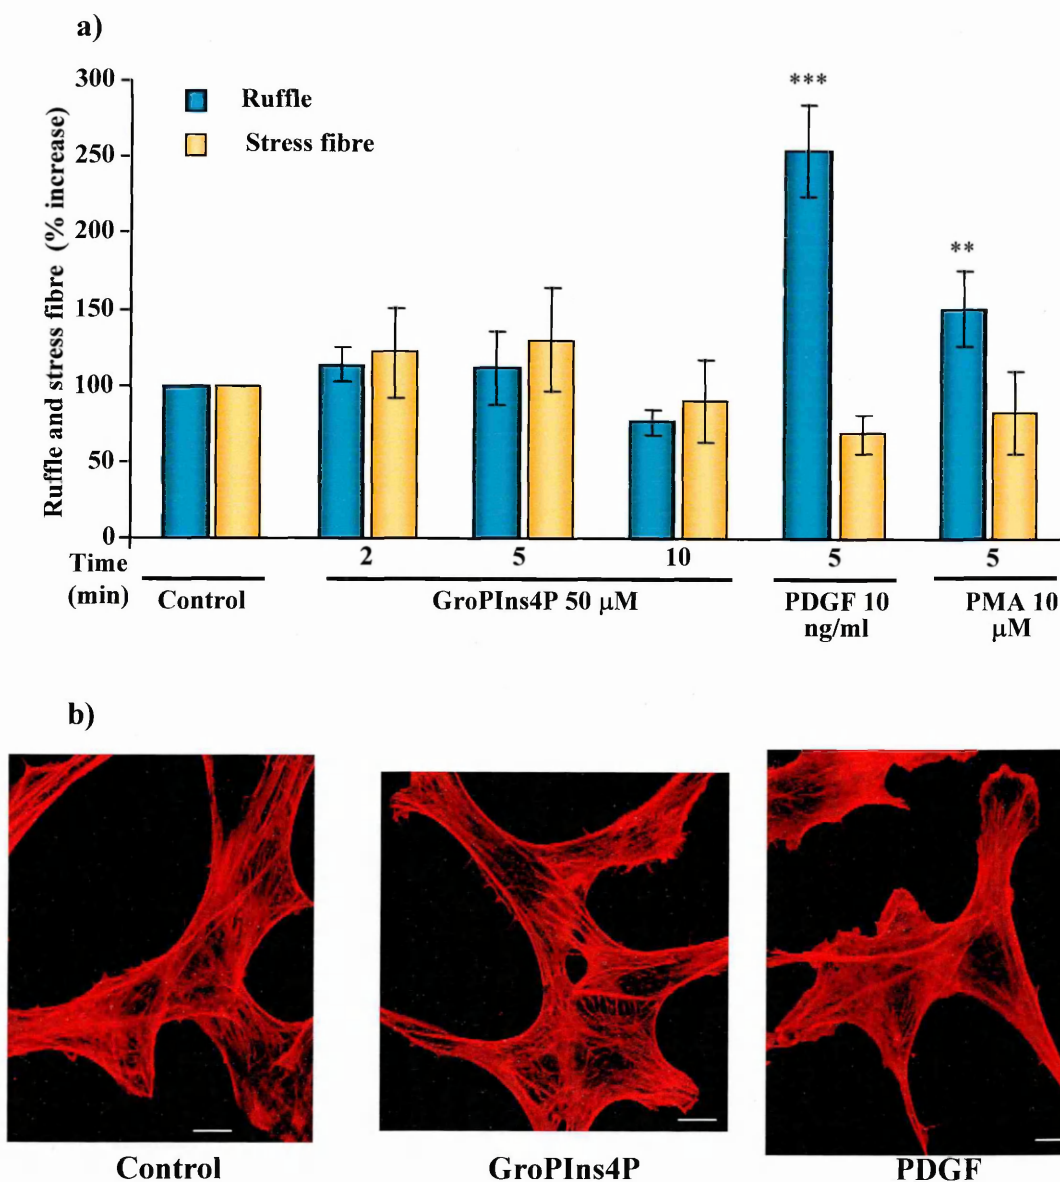 a)
300
250
200
150
100
50
0
Ruffle and stress fibre (% increase)
Ruffle
Stress fibre
***
**
Time
(min)
2
5
10
5
5
Control
GroPIns4P 50 μM
PDGF 10
ng/ml
PMA 10
μM
b)
Control
GroPIns4P
PDGF